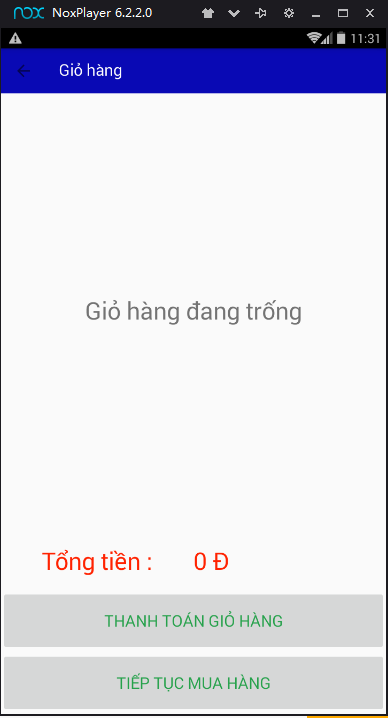 nox NoxPlayer 6.2.2.0
11:31
Giỏ hàng
Giỏ hàng đang trống
Tổng tiền : 0 Đ
THANH TOÁN GIỎ HÀNG
TIẾP TỤC MUA HÀNG